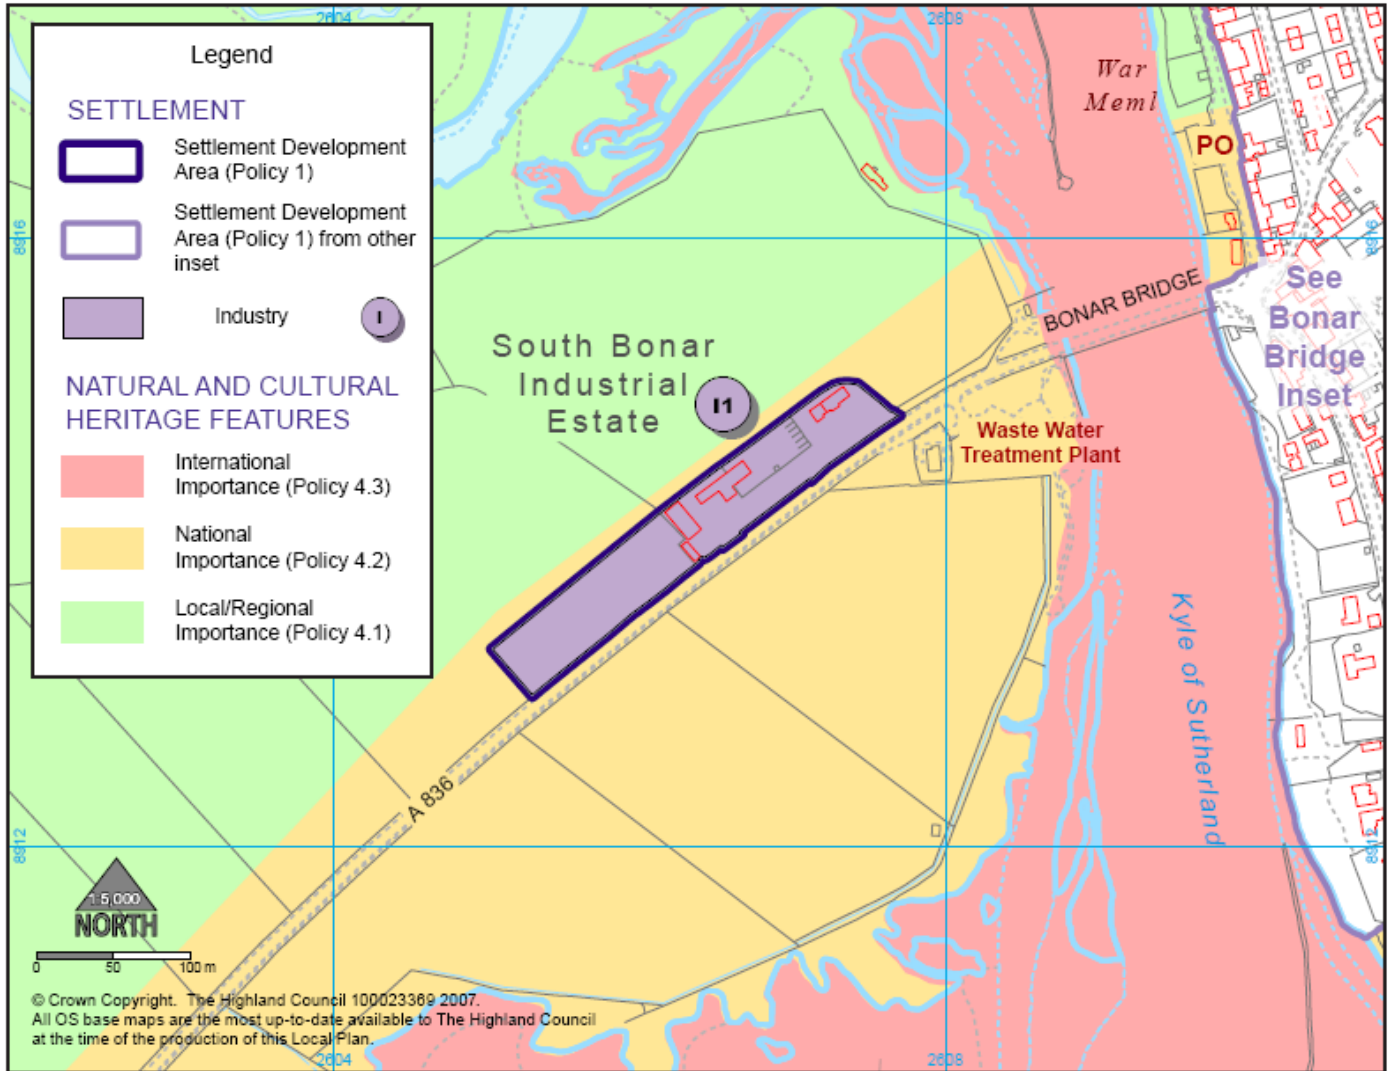 2604
2608
Legend
SETTLEMENT
Settlement Development
Area (Policy 1)
Settlement Development
Area (Policy 1) from other
inset
Industry
I
NATURAL AND CULTURAL
HERITAGE FEATURES
International
Importance (Policy 4.3)
National
Importance (Policy 4.2)
Local/Regional
Importance (Policy 4.1)
War
Meml
PO
8916
8916
BONAR BRIDGE
See
Bonar
Bridge
Inset
South Bonar
Industrial
Estate
I1
Waste Water
Treatment Plant
Kyle of Sutherland
A 836
8912
8912
1:5,000
NORTH
0 50 100 m
© Crown Copyright. The Highland Council 100023369 2007.
All OS base maps are the most up-to-date available to The Highland Council
at the time of the production of this Local Plan.
2604
2608